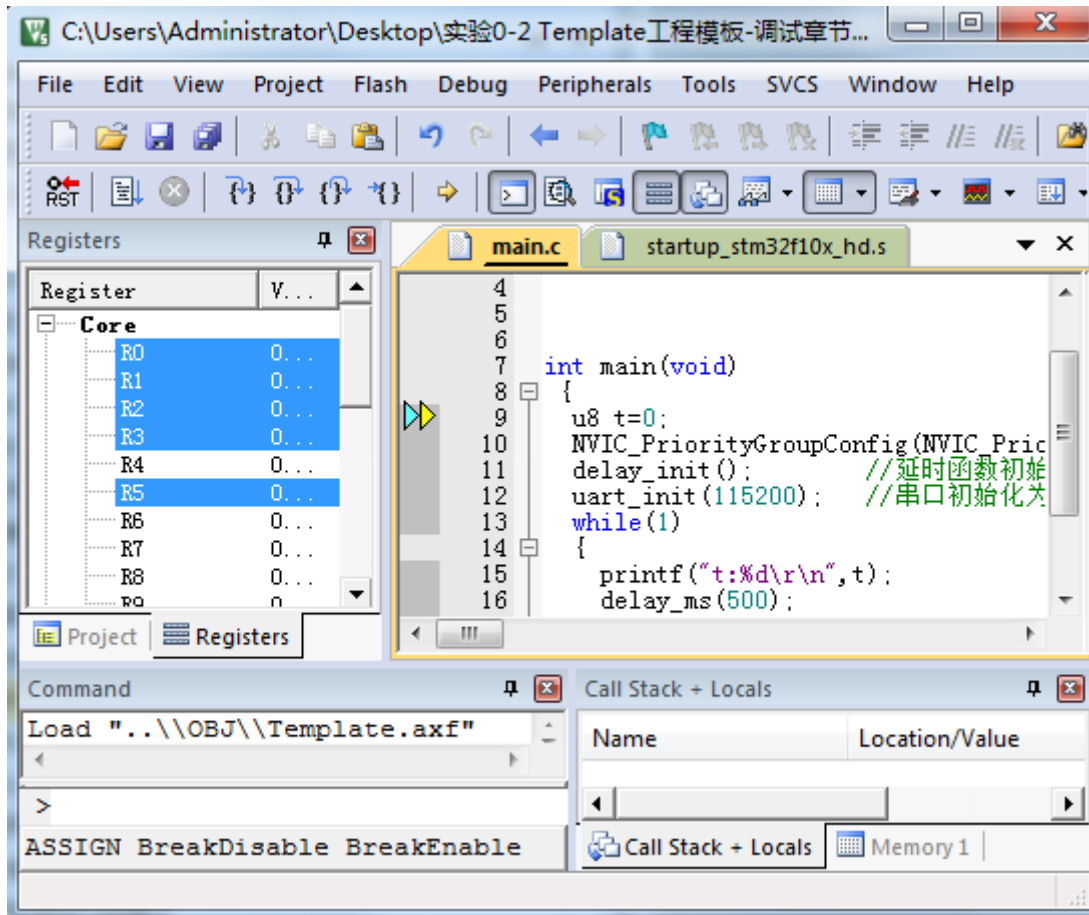 C:\Users\Administrator\Desktop\实验0-2 Template工程模板-调试章节...
File Edit View Project Flash Debug Peripherals Tools SVCS Window Help
RST
Registers
main.c
startup_stm32f10x_hd.s
Register V...
Core
R0 0...
R1 0...
R2 0...
R3 0...
R4 0...
R5 0...
R6 0...
R7 0...
R8 0...
R9 0
Project Registers
4
5
6
7 int main(void)
8 {
9 u8 t=0;
10 NVIC_PriorityGroupConfig(NVIC_Pric
11 delay_init(); //延时函数初始
12 uart_init(115200); //串口初始化为
13 while(1)
14 {
15 printf("t:%d\r\n",t);
16 delay_ms(500);
Command
Load "..\\OBJ\\Template.axf"
>
ASSIGN BreakDisable BreakEnable
Call Stack + Locals
Name Location/Value
Call Stack + Locals Memory 1